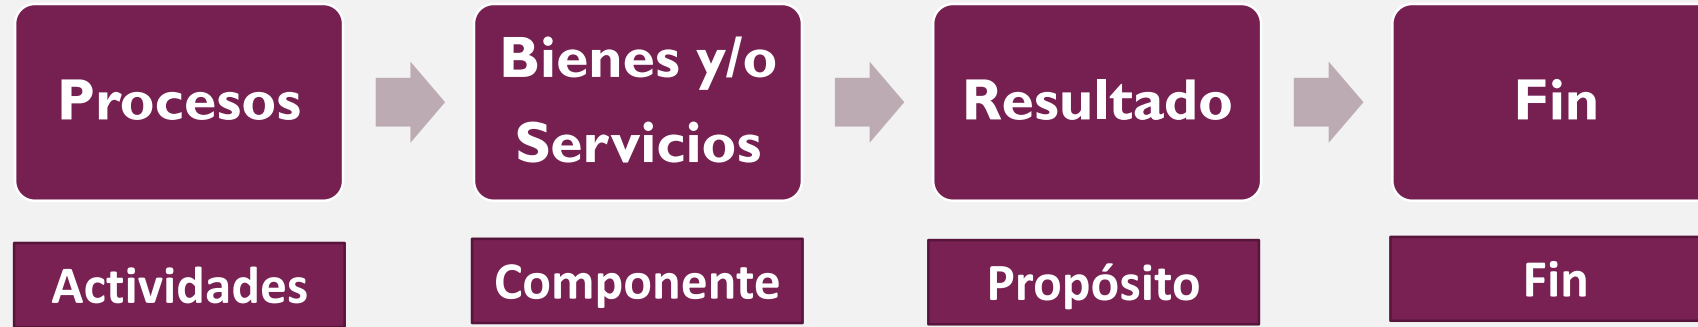 Procesos
Bienes y/o
Servicios
Resultado
Fin
Actividades
Componente
Propósito
Fin